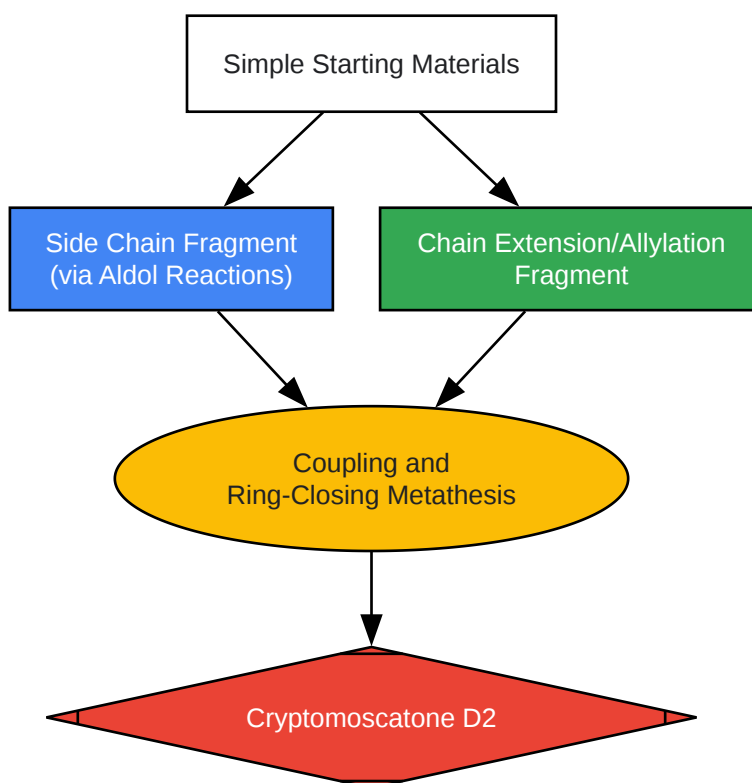 Simple Starting Materials
Side Chain Fragment
(via Aldol Reactions)
Chain Extension/Allylation
Fragment
Coupling and
Ring-Closing Metathesis
Cryptomoscatone D2